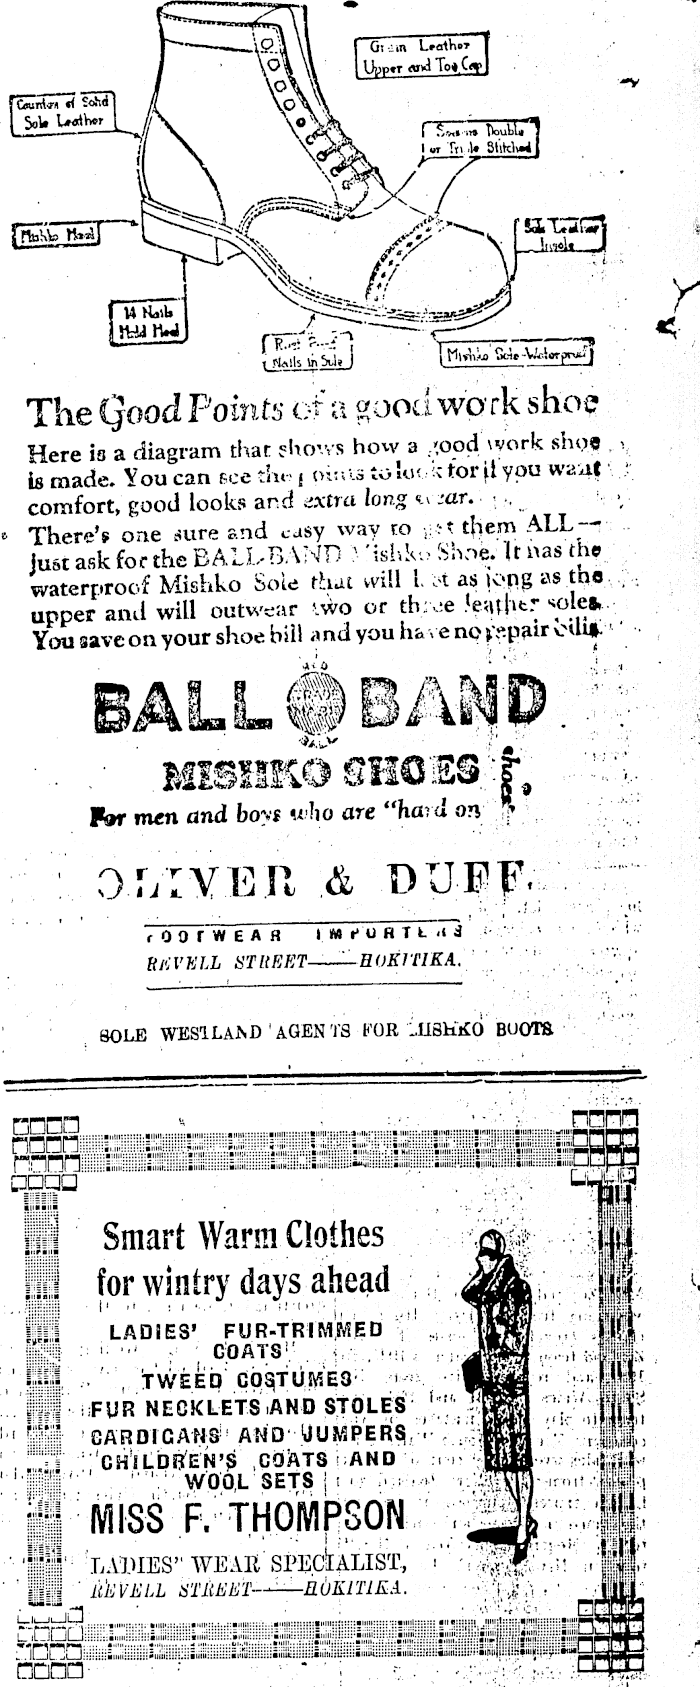 Grain Leather
Upper and Toe Cap
Counter of Solid
Sole Leather
Seams Double
or Triple Stitched
Mishko Heel
Sole Leather
Insole
14 Nails
Hold Heel
Rust Proof
Nails in Sole
Mishko Sole-Waterproof
The Good Points of a good work shoe
Here is a diagram that shows how a good work shoe
is made. You can see the points to look for if you want
comfort, good looks and extra long wear.
There's one sure and easy way to get them ALL—
just ask for the BALL-BAND Mishko Shoe. It has the
waterproof Mishko Sole that will last as long as the
upper and will outwear two or three leather soles.
You save on your shoe bill and you have no repair bills.
BALL BAND
RED
TRADE
MARK
BALL
MISHKO SHOES
For men and boys who are "hard on
shoes"
OLIVER & DUFF.
FOOTWEAR IMPORTERS
REVELL STREET——HOKITIKA.
SOLE WESTLAND AGENTS FOR MISHKO BOOTS
Smart Warm Clothes
for wintry days ahead
LADIES' FUR-TRIMMED
COATS
TWEED COSTUMES
FUR NECKLETS AND STOLES
CARDIGANS AND JUMPERS
CHILDREN'S COATS AND
WOOL SETS
MISS F. THOMPSON
LADIES" WEAR SPECIALIST,
REVELL STREET——HOKITIKA.